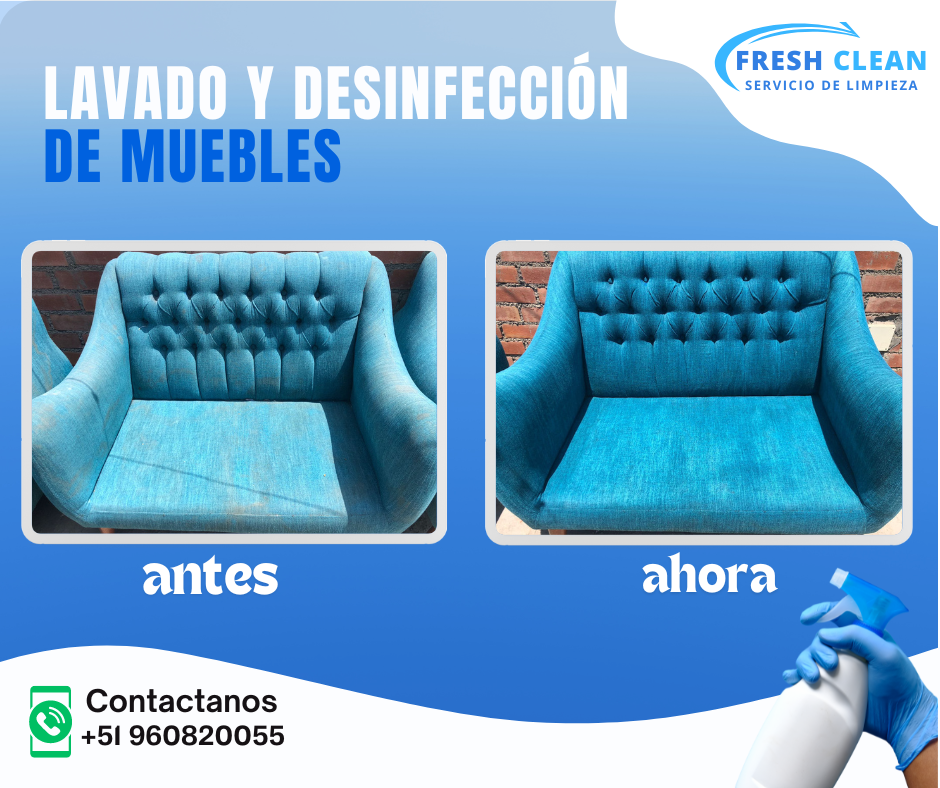 FRESH CLEAN
SERVICIO DE LIMPIEZA
LAVADO Y DESINFECCIÓN
DE MUEBLES
antes
ahora
Contactanos
+51 960820055